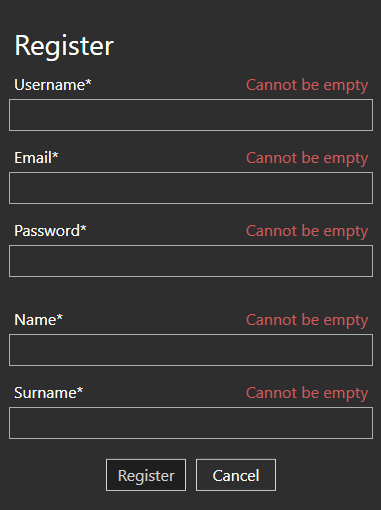 Register
Username* Cannot be empty
Email* Cannot be empty
Password* Cannot be empty
Name* Cannot be empty
Surname* Cannot be empty
Register Cancel